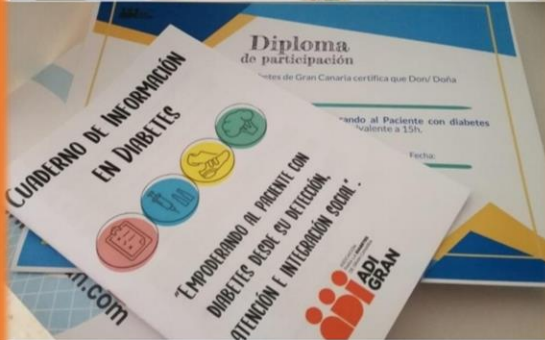 Diploma
de participación
betes de Gran Canaria certifica que Don/ Doña
rando al Paciente con diabetes
valente a 15h.
Fecha:
CUADERNO DE INFORMACIÓN
EN DIABETES
"EMPODERANDO AL PACIENTE CON
DIABETES DESDE SU DETECCIÓN,
ATENCIÓN E INTEGRACIÓN SOCIAL".
ADI
GRAN
.com